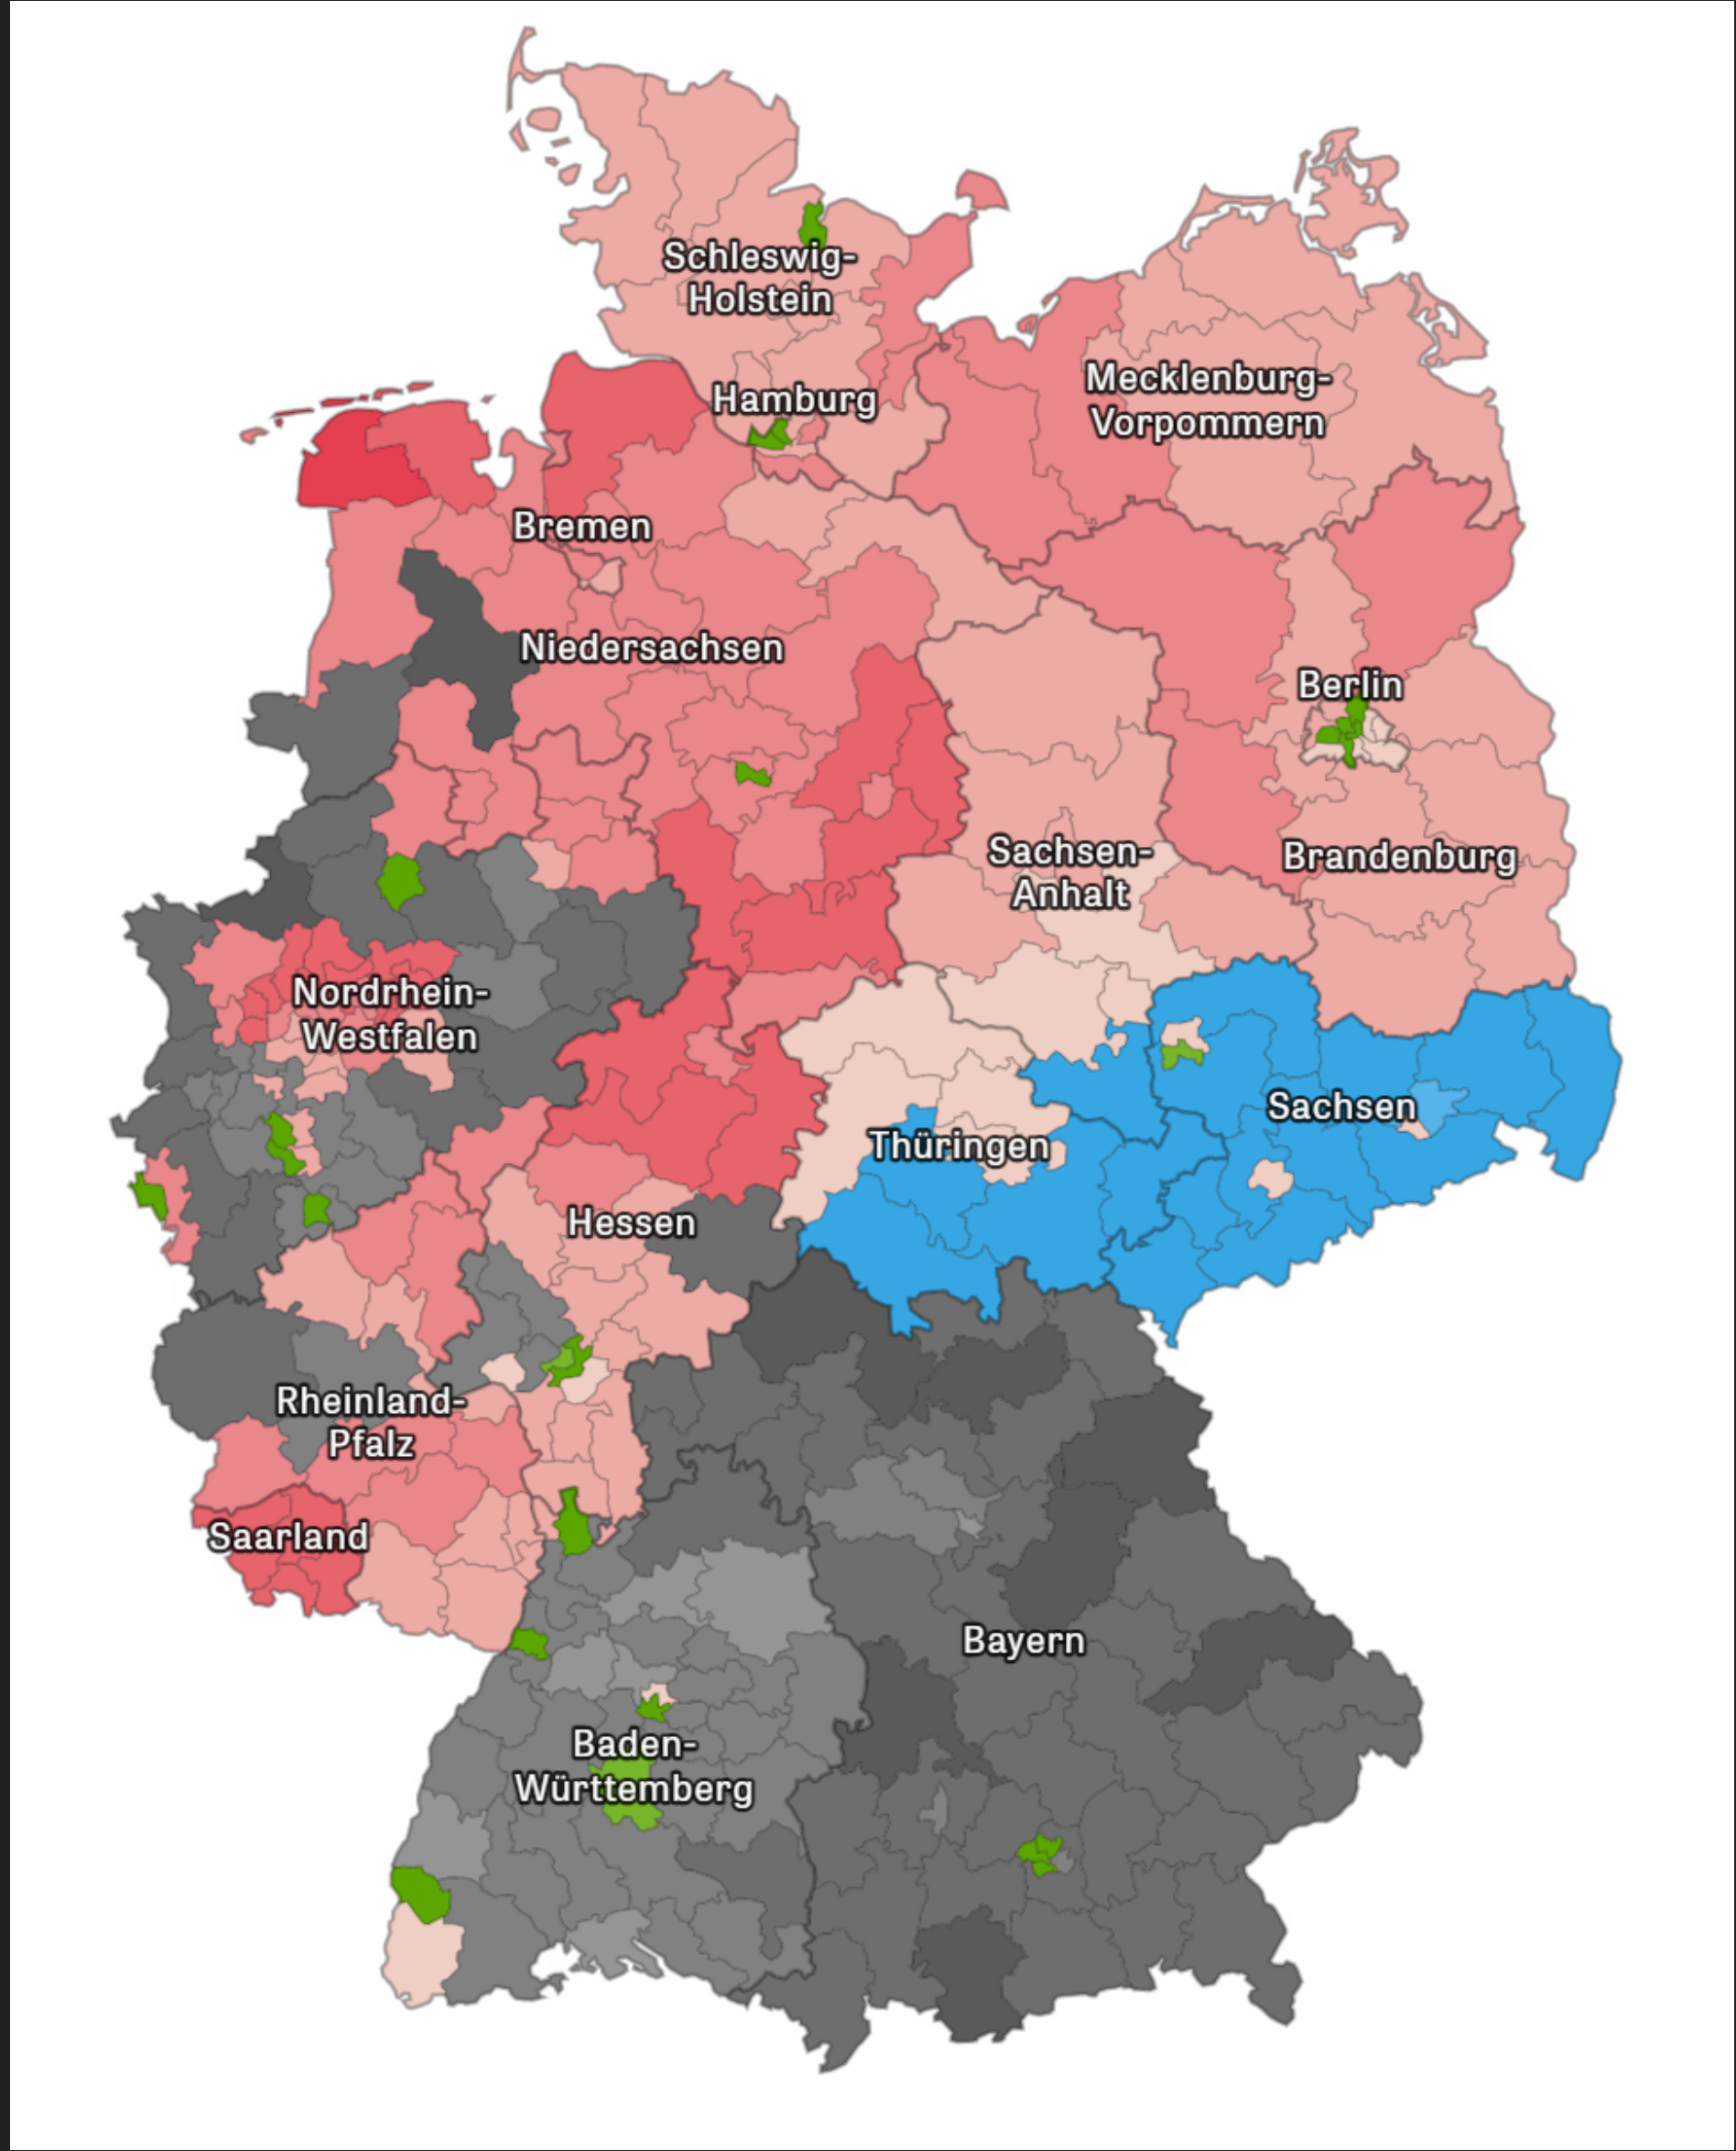 Schleswig-
Holstein
Mecklenburg-
Vorpommern
Hamburg
Bremen
Niedersachsen
Berlin
Sachsen-
Anhalt
Brandenburg
Nordrhein-
Westfalen
Sachsen
Thüringen
Hessen
Rheinland-
Pfalz
Saarland
Bayern
Baden-
Württemberg